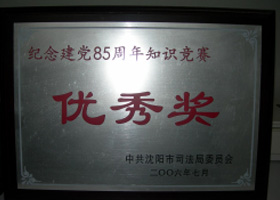 纪念建党85周年知识竞赛
优秀奖
中共沈阳市司法局委员会
二〇〇六年七月